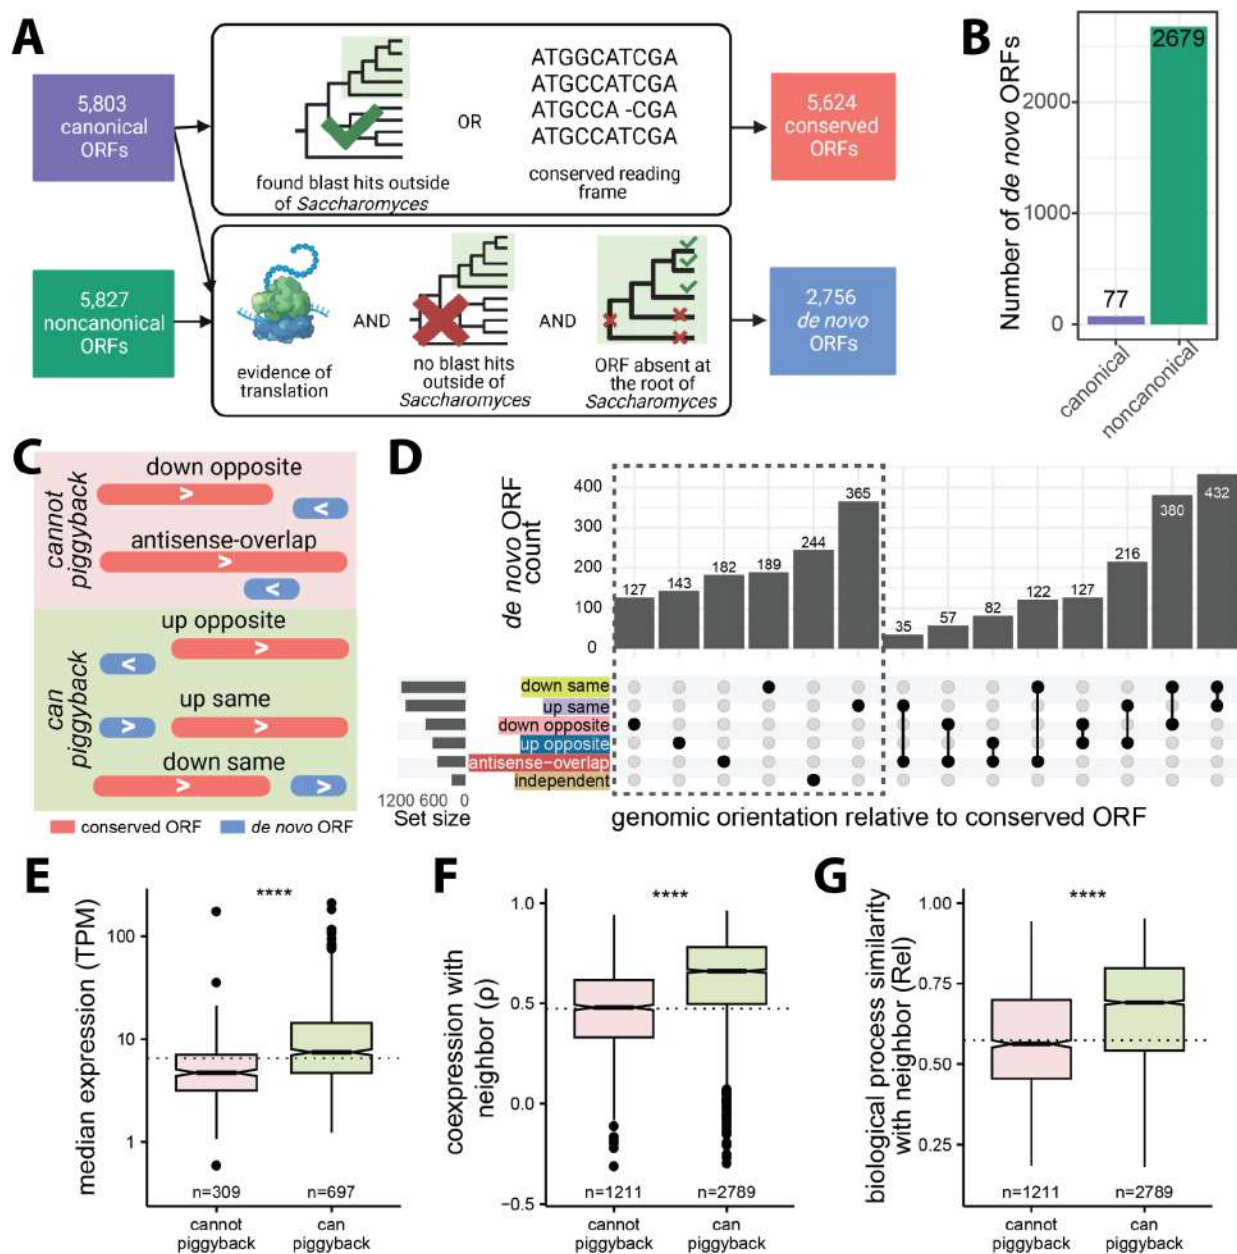 A
5,803
canonical
ORFs
5,827
noncanonical
ORFs
found blast hits outside
of Saccharomyces
OR
ATGGCATCGA
ATGCCATCGA
ATGCCA -CGA
ATGCCATCGA
conserved reading
frame
5,624
conserved
ORFs
evidence of
translation
AND
no blast hits
outside of
Saccharomyces
AND
ORF absent at
the root of
Saccharomyces
2,756
de novo
ORFs
B
Number of de novo ORFs
2000
1000
0
77
2679
canonical
noncanonical
C
cannot
piggyback
down opposite
>
<
antisense-overlap
>
<
can
piggyback
up opposite
>
<
up same
> >
down same
> >
conserved ORF
de novo ORF
D
de novo ORF
count
400
300
200
100
0
127
143
182
189
244
365
35
57
82
122
127
216
380
432
down same
up same
down opposite
up opposite
antisense-overlap
independent
1200 600 0
Set size
genomic orientation relative to conserved ORF
E
median expression (TPM)
100
10
1
****
n=309
n=697
cannot
piggyback
can
piggyback
F
coexpression with
neighbor (ρ)
1.0
0.5
0.0
−0.5
****
n=1211
n=2789
cannot
piggyback
can
piggyback
G
biological process similarity
with neighbor (Rel)
1.00
0.75
0.50
0.25
****
n=1211
n=2789
cannot
piggyback
can
piggyback